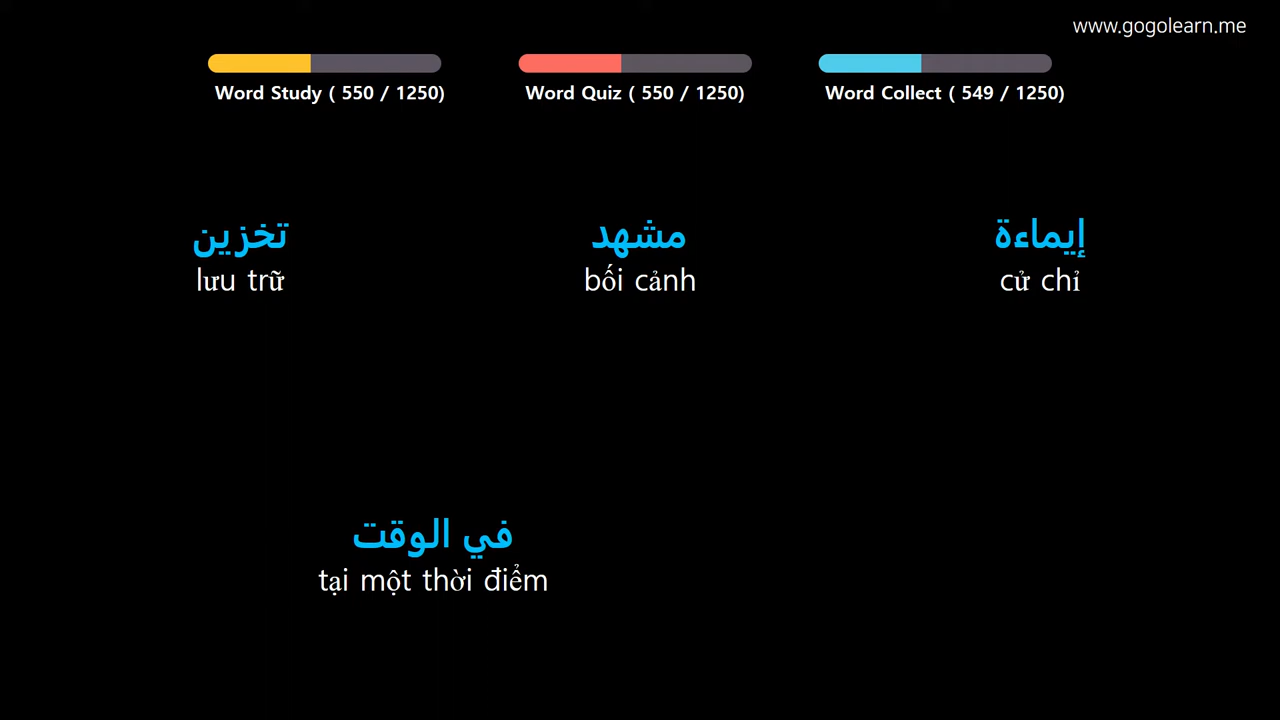 www.gogolearn.me
Word Study ( 550 / 1250)
Word Quiz ( 550 / 1250)
Word Collect ( 549 / 1250)
تخزين
lưu trữ
مشهد
bối cảnh
إيماءة
cử chỉ
في الوقت
tại một thời điểm